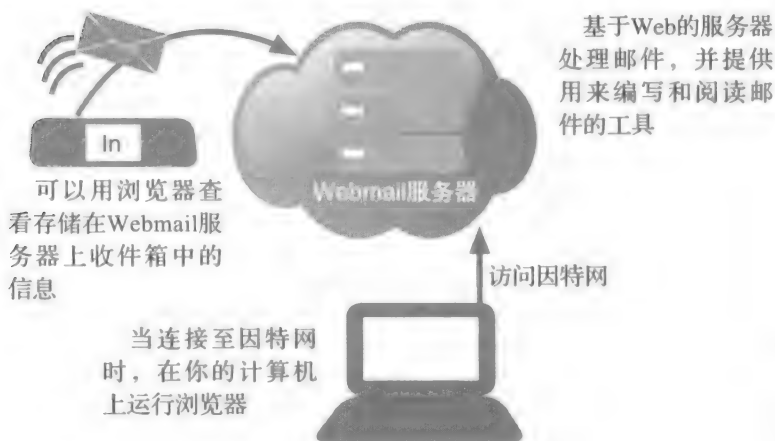 基于Web的服务器
处理邮件，并提供
用来编写和阅读邮
件的工具
In
Webmail服务器
可以用浏览器查
看存储在Webmail服
务器上收件箱中的
信息
访问因特网
当连接至因特网
时，在你的计算机
上运行浏览器